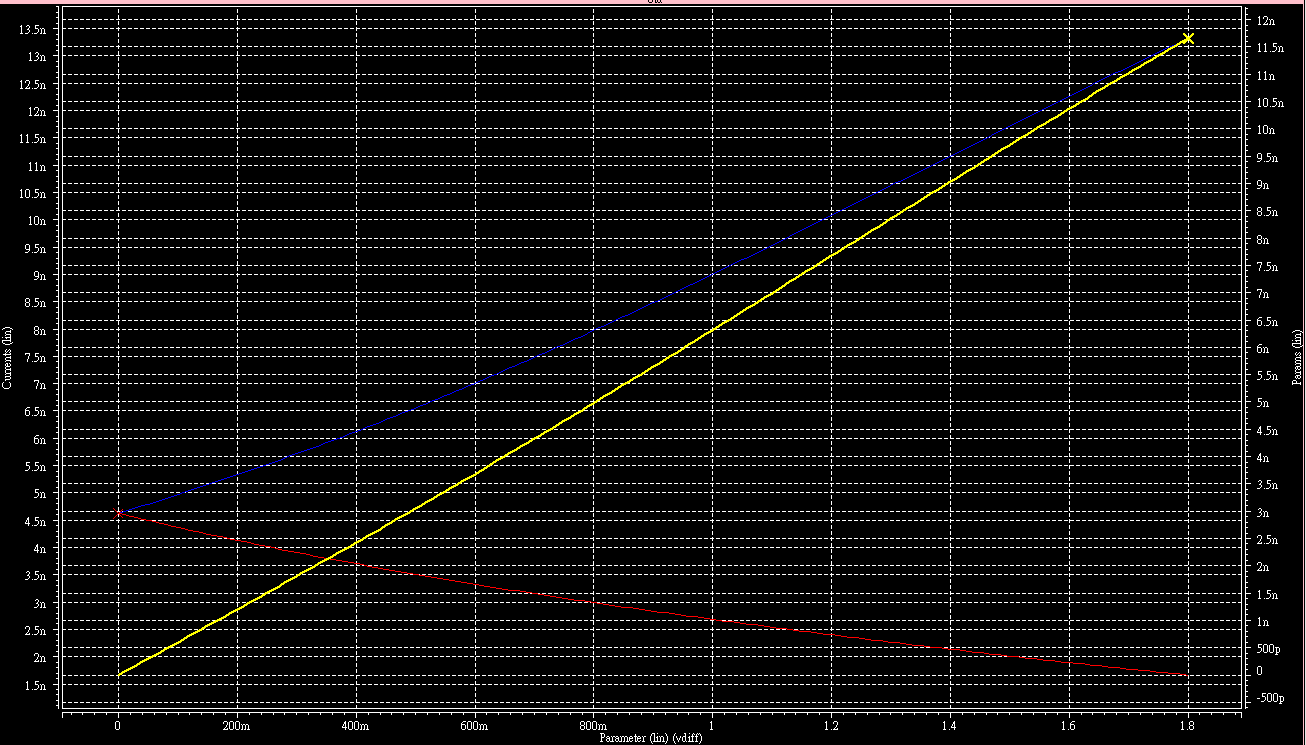 13.5n
13n
12.5n
12n
11.5n
11n
10.5n
10n
9.5n
9n
8.5n
8n
7.5n
7n
6.5n
6n
5.5n
5n
4.5n
4n
3.5n
3n
2.5n
2n
1.5n
Currents (lin)
12n
11.5n
11n
10.5n
10n
9.5n
9n
8.5n
8n
7.5n
7n
6.5n
6n
5.5n
5n
4.5n
4n
3.5n
3n
2.5n
2n
1.5n
1n
500p
0
-500p
Params (lin)
0 200m 400m 600m 800m 1 1.2 1.4 1.6 1.8
Parameter (lin) (vdiff)